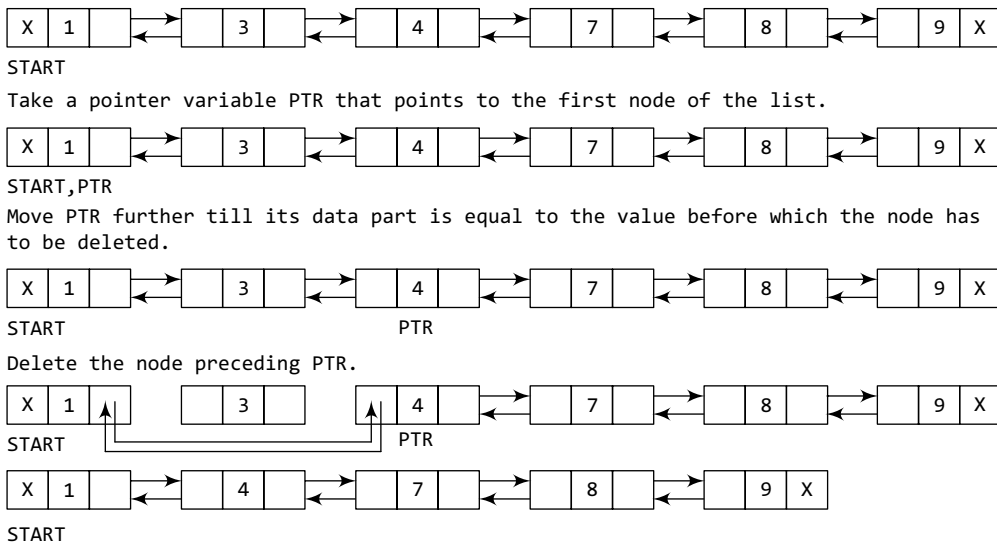 X 1 3 4 7 8 9 X
START
Take a pointer variable PTR that points to the first node of the list.
X 1 3 4 7 8 9 X
START,PTR
Move PTR further till its data part is equal to the value before which the node has
to be deleted.
X 1 3 4 7 8 9 X
START PTR
Delete the node preceding PTR.
X 1 3 4 7 8 9 X
START PTR
X 1 4 7 8 9 X
START